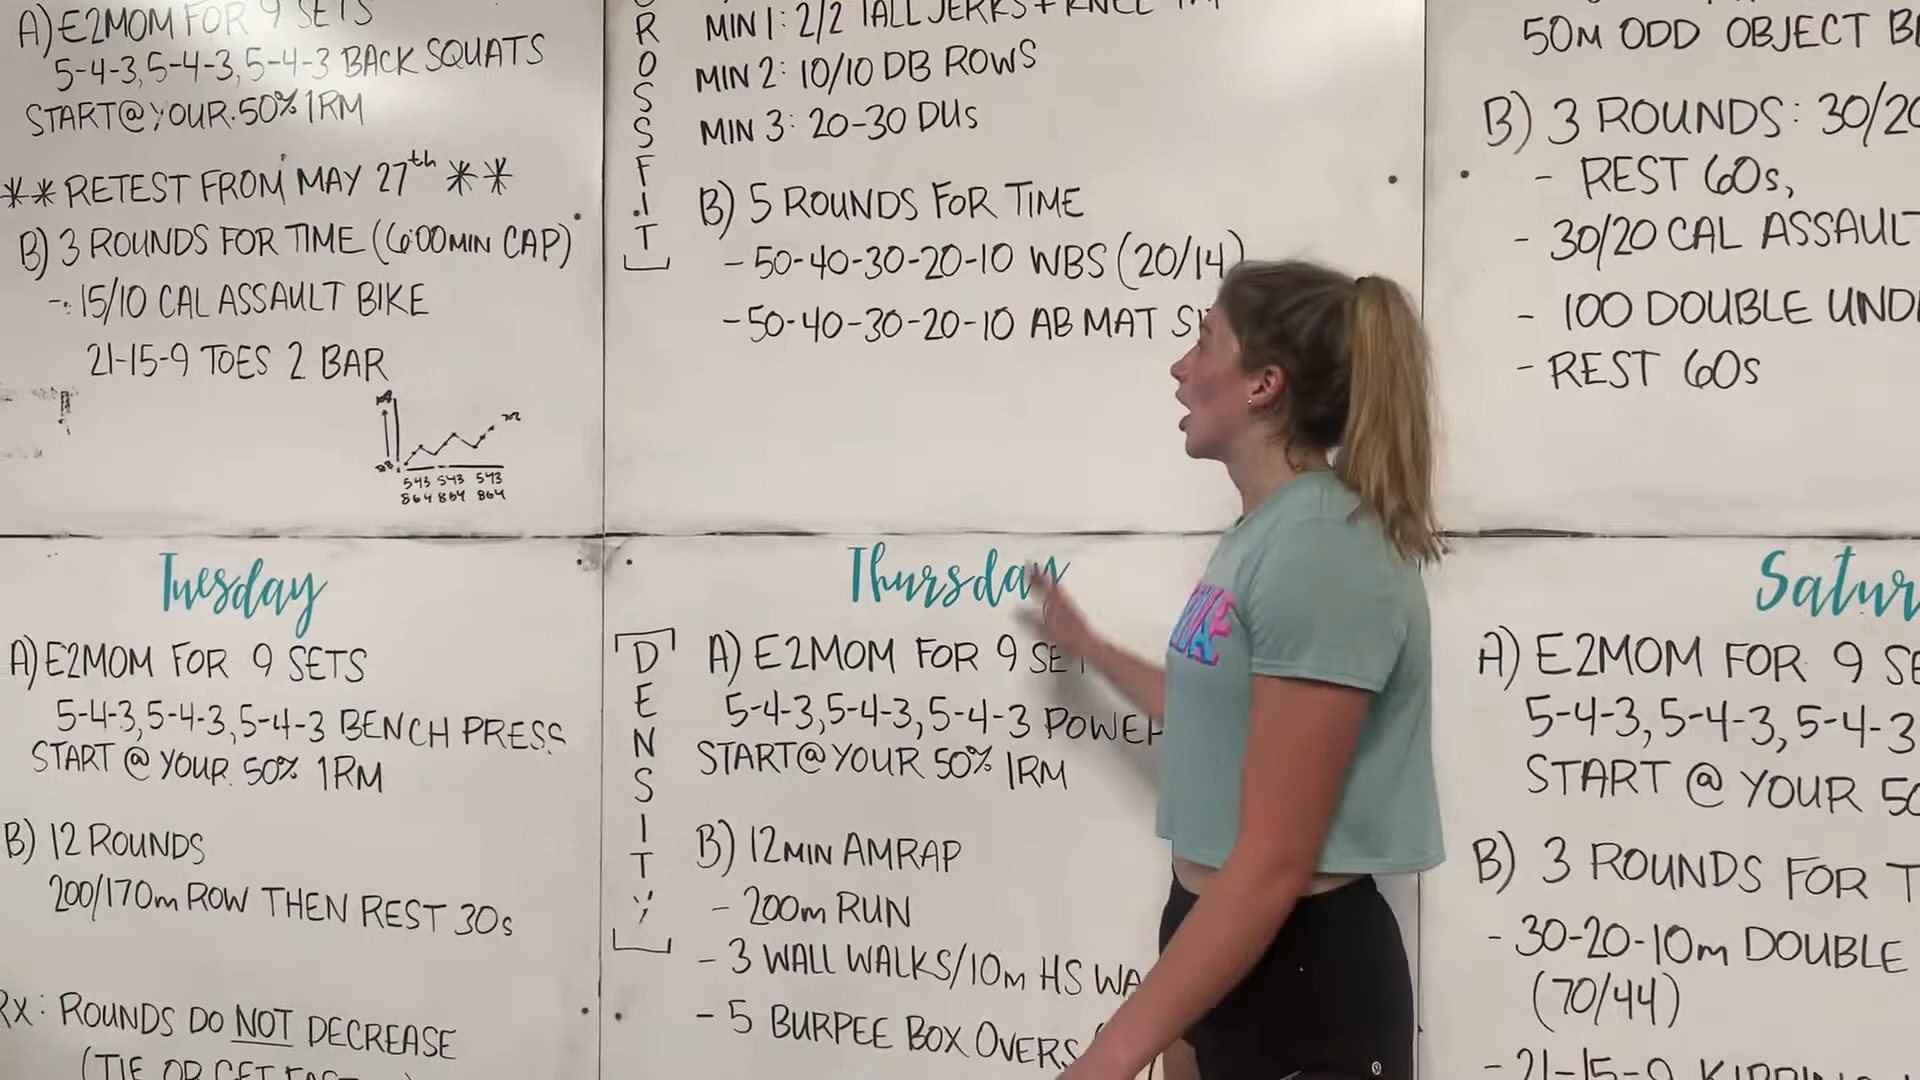 A) E2MOM FOR 9 SETS
5-4-3, 5-4-3, 5-4-3 BACK SQUATS
START @ YOUR 50% 1RM
** RETEST FROM MAY 27th **
B) 3 ROUNDS FOR TIME (6:00MIN CAP)
- 15/10 CAL ASSAULT BIKE
21-15-9 TOES 2 BAR
543 543 543
864 864 864
Tuesday
A) E2MOM FOR 9 SETS
5-4-3, 5-4-3, 5-4-3 BENCH PRESS
START @ YOUR 50% 1RM
B) 12 ROUNDS
200/170m ROW THEN REST 30s
RX: ROUNDS DO NOT DECREASE
(TIE OR GET
ROSSFIT
MIN 1: 2/2 TALL JERKS + KNEE
MIN 2: 10/10 DB ROWS
MIN 3: 20-30 DUs
B) 5 ROUNDS FOR TIME
- 50-40-30-20-10 WBS (20/14)
- 50-40-30-20-10 AB MAT
Thursday
DENSITY
A) E2MOM FOR 9 SET
5-4-3, 5-4-3, 5-4-3 POWER
START @ YOUR 50% 1RM
B) 12MIN AMRAP
- 200m RUN
- 3 WALL WALKS/10m HS WA
- 5 BURPEE BOX OVERS
50M ODD OBJECT
B) 3 ROUNDS: 30/20
- REST 60s,
- 30/20 CAL ASSAULT
- 100 DOUBLE UND
- REST 60s
Satur
A) E2MOM FOR 9 SE
5-4-3, 5-4-3, 5-4-3
START @ YOUR 50
B) 3 ROUNDS FOR T
- 30-20-10m DOUBLE
(70/44)
- 21-15-9 KIPPING